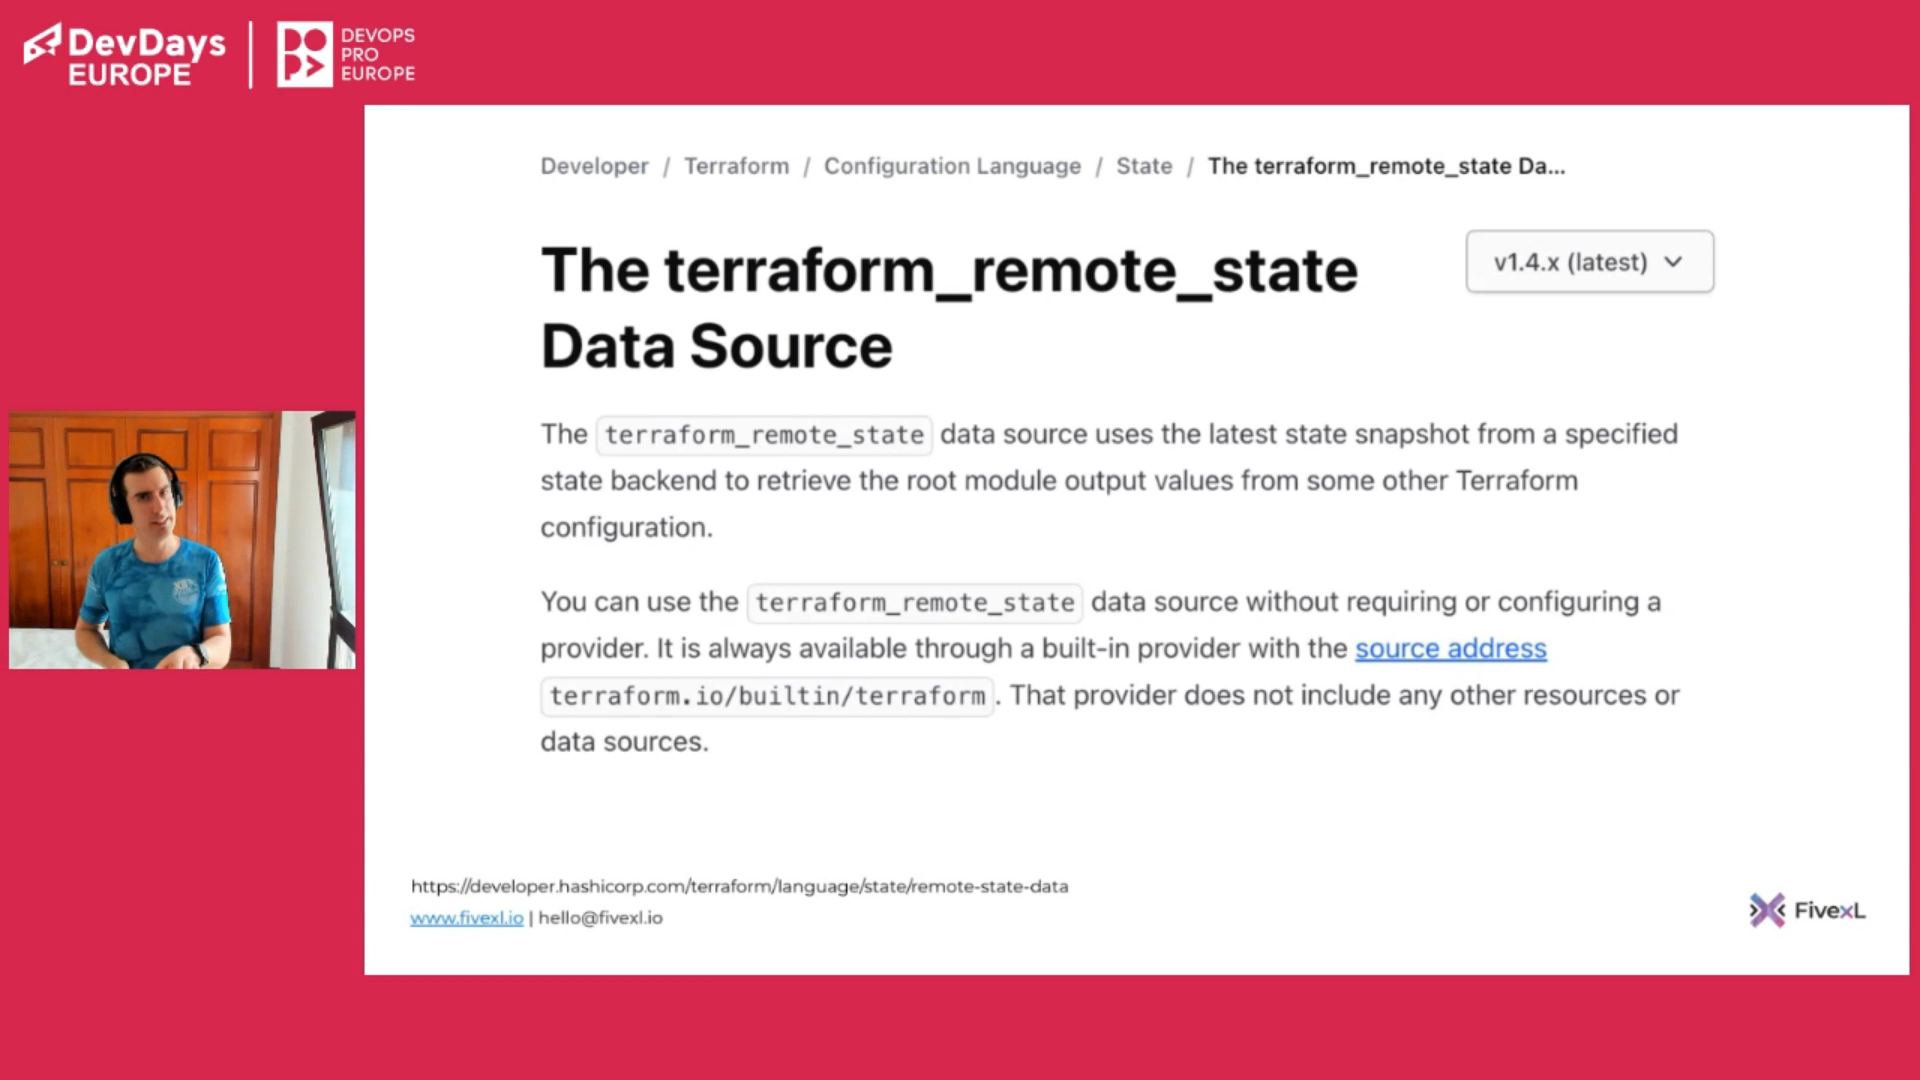 DevDays
EUROPE
DEVOPS
PRO
EUROPE
Developer / Terraform / Configuration Language / State / The terraform_remote_state Da...
The terraform_remote_state
Data Source
v1.4.x (latest)
The terraform_remote_state data source uses the latest state snapshot from a specified
state backend to retrieve the root module output values from some other Terraform
configuration.
You can use the terraform_remote_state data source without requiring or configuring a
provider. It is always available through a built-in provider with the source address
terraform.io/builtin/terraform. That provider does not include any other resources or
data sources.
https://developer.hashicorp.com/terraform/language/state/remote-state-data
www.fivexl.io | hello@fivexl.io
FivexL